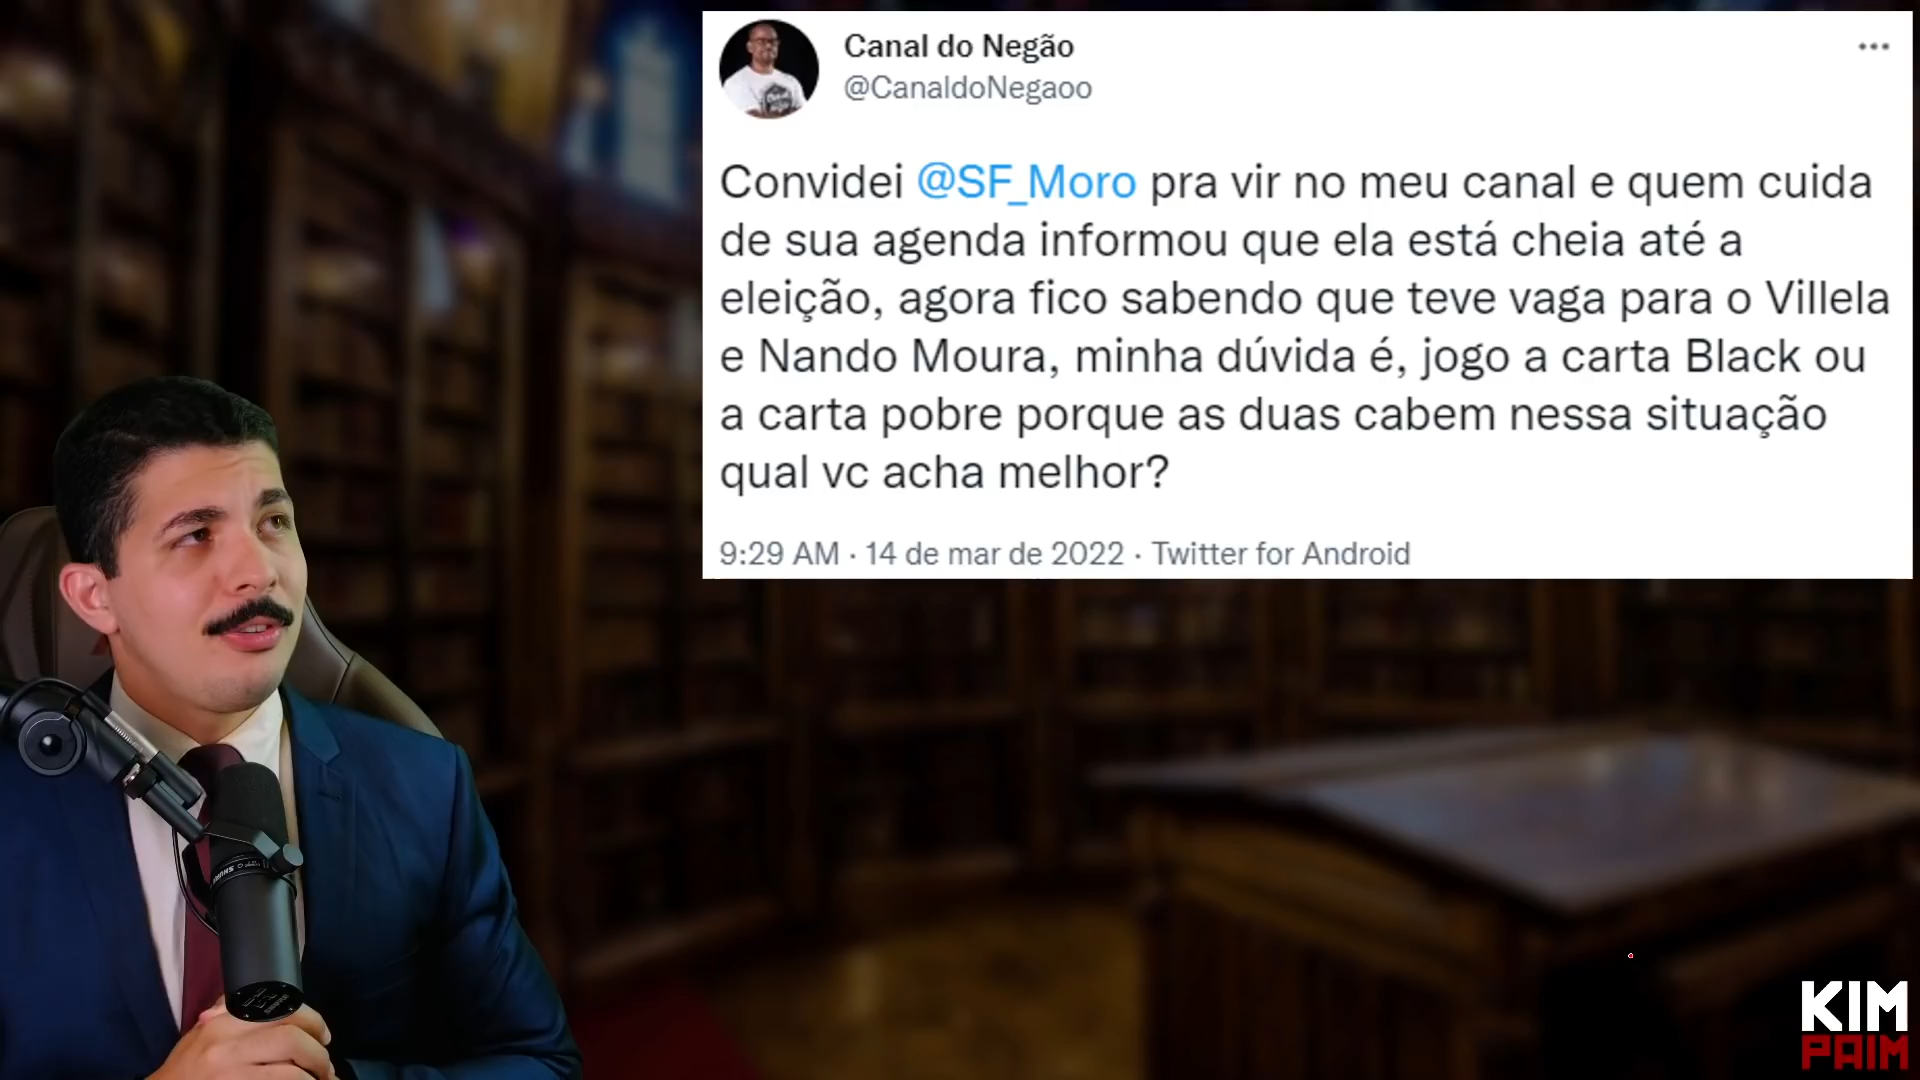 Canal do Negão
@CanaldoNegaoo
Convidei @SF_Moro pra vir no meu canal e quem cuida
de sua agenda informou que ela está cheia até a
eleição, agora fico sabendo que teve vaga para o Villela
e Nando Moura, minha dúvida é, jogo a carta Black ou
a carta pobre porque as duas cabem nessa situação
qual vc acha melhor?
9:29 AM · 14 de mar de 2022 · Twitter for Android
KIM
PAIM